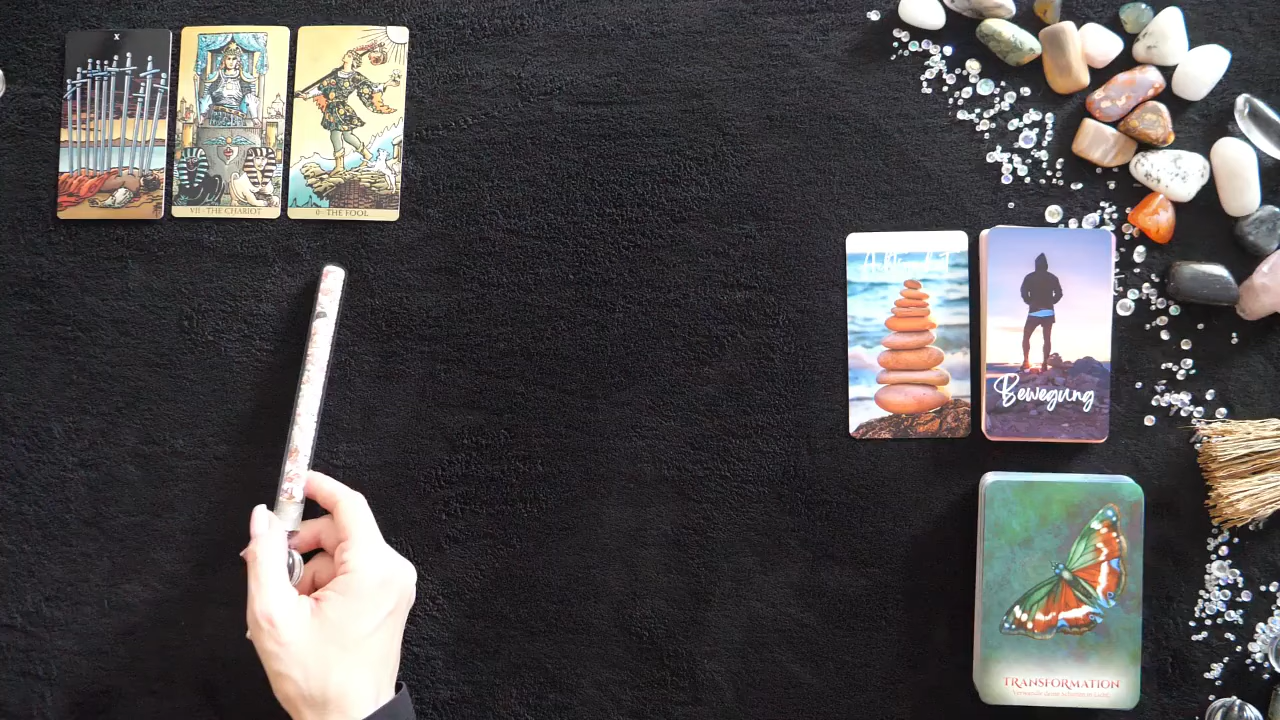 X
VII - THE CHARIOT
0 - THE FOOL
Bewegung
TRANSFORMATION